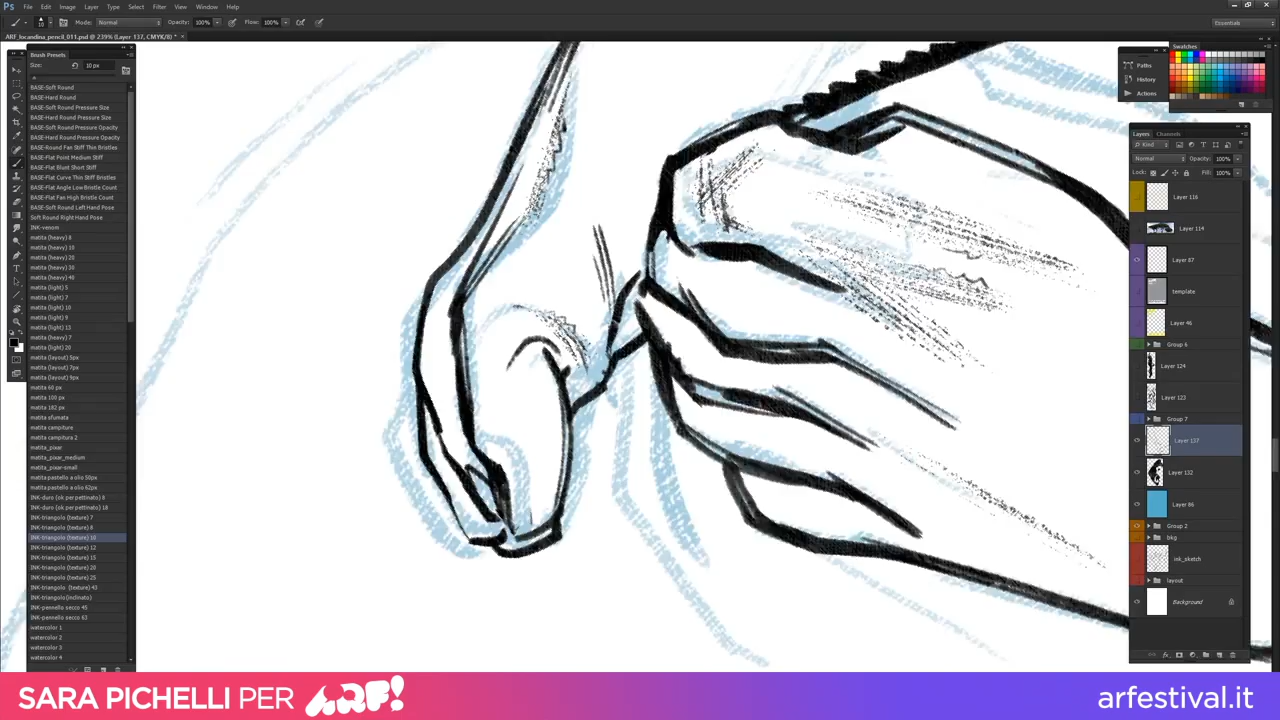 Ps File Edit Image Layer Type Select Filter 3D View Window Help
10 Mode: Normal Opacity: 100% Flow: 100% Essentials
ARF_locandina_pencil_011.psd @ 239% (Layer 137, CMYK/8) *
Brush Presets
Size: 10 px
BASE-Soft Round
BASE-Hard Round
BASE-Soft Round Pressure Size
BASE-Hard Round Pressure Size
BASE-Soft Round Pressure Opacity
BASE-Hard Round Pressure Opacity
BASE-Round Fan Stiff Thin Bristles
BASE-Flat Point Medium Stiff
BASE-Flat Blunt Short Stiff
BASE-Flat Curve Thin Stiff Bristles
BASE-Flat Angle Low Bristle Count
BASE-Flat Fan High Bristle Count
BASE-Soft Round Left Hand Pose
Soft Round Right Hand Pose
INK-venom
matita (heavy) 8
matita (heavy) 10
matita (heavy) 20
matita (heavy) 30
matita (heavy) 40
matita (light) 5
matita (light) 7
matita (light) 10
matita (light) 9
matita (light) 13
matita (heavy) 7
matita (light) 20
matita (layout) 5px
matita (layout) 7px
matita (layout) 9px
matita 60 px
matita 100 px
matita 182 px
matita sfumata
matita campiture
matita campitura 2
matita_pixar
matita_pixar_medium
matita_pixar-small
matita pastello a olio 50px
matita pastello a olio 62px
INK-duro (ok per pettinato) 8
INK-duro (ok per pettinato) 18
INK-triangolo (texture) 7
INK-triangolo (texture) 8
INK-triangolo (texture) 10
INK-triangolo (texture) 12
INK-triangolo (texture) 15
INK-triangolo (texture) 20
INK-triangolo (texture) 25
INK-triangolo (texture) 43
INK-triangolo(inclinato)
INK-pennello secco 45
INK-pennello secco 63
watercolor 1
watercolor 2
watercolor 3
watercolor 4
Paths
History
Actions
Swatches
Layers Channels
Kind
Normal Opacity: 100%
Lock: Fill: 100%
Layer 116
Layer 114
Layer 87
template
Layer 46
Group 6
Layer 124
Layer 123
Group 7
Layer 137
Layer 132
Layer 86
Group 2
bkg
ink_sketch
layout
Background
SARA PICHELLI PER ARF!
arfestival.it